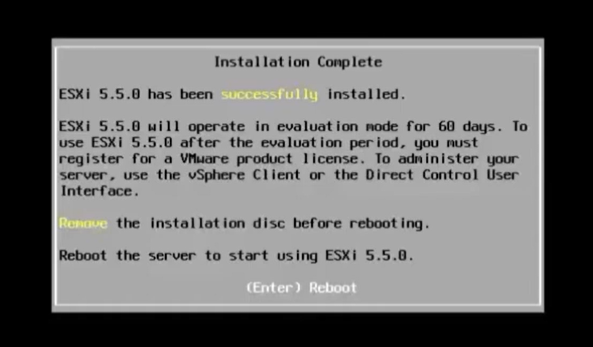 Installation Complete
ESXi 5.5.0 has been successfully installed.
ESXi 5.5.0 will operate in evaluation mode for 60 days. To
use ESXi 5.5.0 after the evaluation period, you must
register for a VMware product license. To administer your
server, use the vSphere Client or the Direct Control User
Interface.
Remove the installation disc before rebooting.
Reboot the server to start using ESXi 5.5.0.
(Enter) Reboot